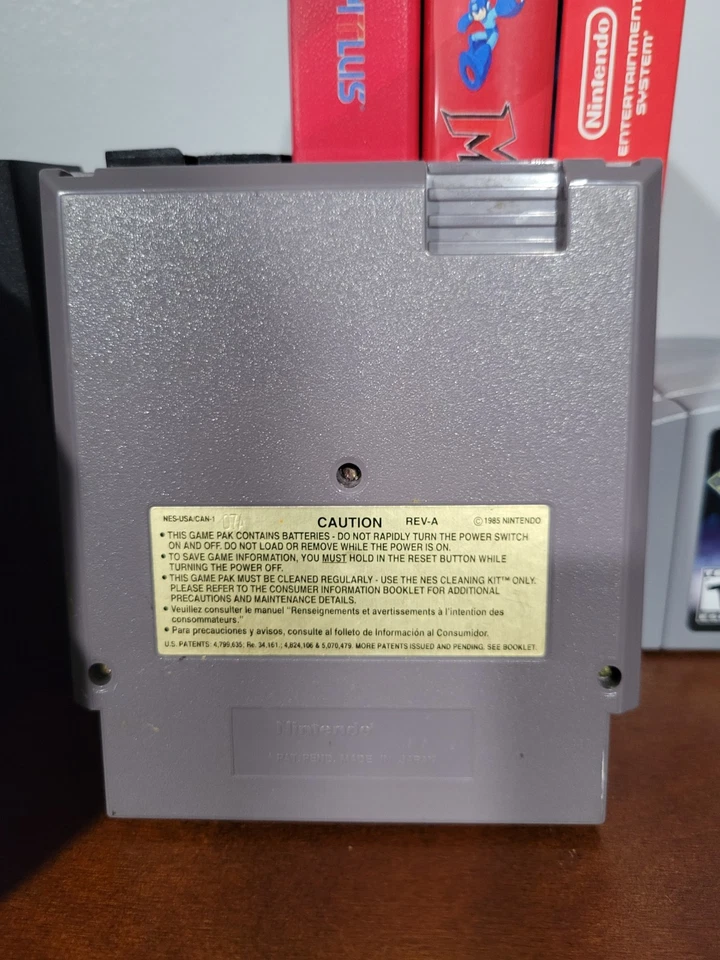 Nintendo
ENTERTAINMENT
SYSTEM®
M
NES-USA/CAN-1 07A CAUTION REV-A ©1985 NINTENDO
• THIS GAME PAK CONTAINS BATTERIES - DO NOT RAPIDLY TURN THE POWER SWITCH
ON AND OFF. DO NOT LOAD OR REMOVE WHILE THE POWER IS ON.
• TO SAVE GAME INFORMATION, YOU MUST HOLD IN THE RESET BUTTON WHILE
TURNING THE POWER OFF.
• THIS GAME PAK MUST BE CLEANED REGULARLY - USE THE NES CLEANING KIT™ ONLY.
PLEASE REFER TO THE CONSUMER INFORMATION BOOKLET FOR ADDITIONAL
PRECAUTIONS AND MAINTENANCE DETAILS.
• Veuillez consulter le manuel "Renseignements et avertissements à l'intention des
consommateurs."
• Para precauciones y avisos, consulte al folleto de Información al Consumidor.
U.S. PATENTS: 4,799,635; Re. 34,161; 4,824,106 & 5,070,479. MORE PATENTS ISSUED AND PENDING. SEE BOOKLET.
Nintendo®
PAT. PEND. MADE IN JAPAN